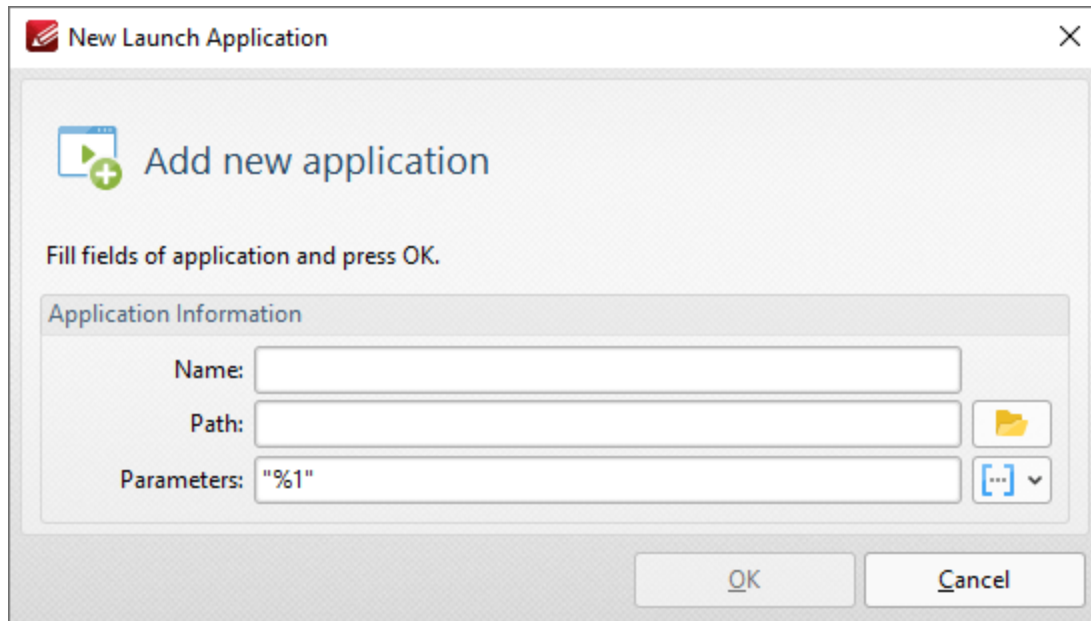 New Launch Application
Add new application
Fill fields of application and press OK.
Application Information
Name:
Path:
Parameters: "%1"
OK Cancel